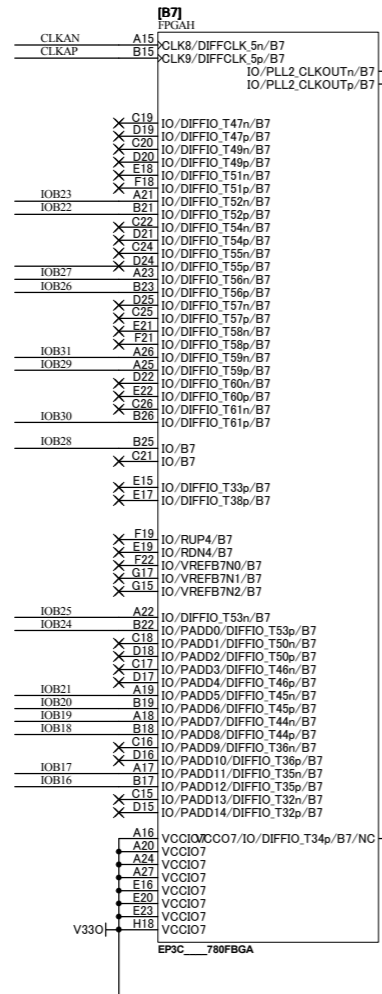 [B7]
FPGAH
CLKAN A15 CLK8/DIFFCLK_5n/B7
CLKAP B15 CLK9/DIFFCLK_5p/B7
IO/PLL2_CLKOUTn/B7
IO/PLL2_CLKOUTp/B7
C19 IO/DIFFIO_T47n/B7
D19 IO/DIFFIO_T47p/B7
C20 IO/DIFFIO_T49n/B7
D20 IO/DIFFIO_T49p/B7
E18 IO/DIFFIO_T51n/B7
F18 IO/DIFFIO_T51p/B7
IOB23 A21 IO/DIFFIO_T52n/B7
IOB22 B21 IO/DIFFIO_T52p/B7
C22 IO/DIFFIO_T54n/B7
D21 IO/DIFFIO_T54p/B7
C24 IO/DIFFIO_T55n/B7
D24 IO/DIFFIO_T55p/B7
IOB27 A23 IO/DIFFIO_T56n/B7
IOB26 B23 IO/DIFFIO_T56p/B7
D25 IO/DIFFIO_T57n/B7
C25 IO/DIFFIO_T57p/B7
E21 IO/DIFFIO_T58n/B7
F21 IO/DIFFIO_T58p/B7
IOB31 A26 IO/DIFFIO_T59n/B7
IOB29 A25 IO/DIFFIO_T59p/B7
D22 IO/DIFFIO_T60n/B7
E22 IO/DIFFIO_T60p/B7
C26 IO/DIFFIO_T61n/B7
IOB30 B26 IO/DIFFIO_T61p/B7
IOB28 B25 IO/B7
C21 IO/B7
E15 IO/DIFFIO_T33p/B7
E17 IO/DIFFIO_T38p/B7
F19 IO/RUP4/B7
E19 IO/RDN4/B7
F22 IO/VREFB7N0/B7
G17 IO/VREFB7N1/B7
G15 IO/VREFB7N2/B7
IOB25 A22 IO/DIFFIO_T53n/B7
IOB24 B22 IO/PADD0/DIFFIO_T53p/B7
C18 IO/PADD1/DIFFIO_T50n/B7
D18 IO/PADD2/DIFFIO_T50p/B7
C17 IO/PADD3/DIFFIO_T46n/B7
D17 IO/PADD4/DIFFIO_T46p/B7
IOB21 A19 IO/PADD5/DIFFIO_T45n/B7
IOB20 B19 IO/PADD6/DIFFIO_T45p/B7
IOB19 A18 IO/PADD7/DIFFIO_T44n/B7
IOB18 B18 IO/PADD8/DIFFIO_T44p/B7
C16 IO/PADD9/DIFFIO_T36n/B7
D16 IO/PADD10/DIFFIO_T36p/B7
IOB17 A17 IO/PADD11/DIFFIO_T35n/B7
IOB16 B17 IO/PADD12/DIFFIO_T35p/B7
C15 IO/PADD13/DIFFIO_T32n/B7
D15 IO/PADD14/DIFFIO_T32p/B7
A16 VCCIO7 VCCO7/IO/DIFFIO_T34p/B7/NC
A20 VCCIO7
A24 VCCIO7
A27 VCCIO7
E16 VCCIO7
E20 VCCIO7
E23 VCCIO7
V33O H18 VCCIO7
EP3C____780FBGA